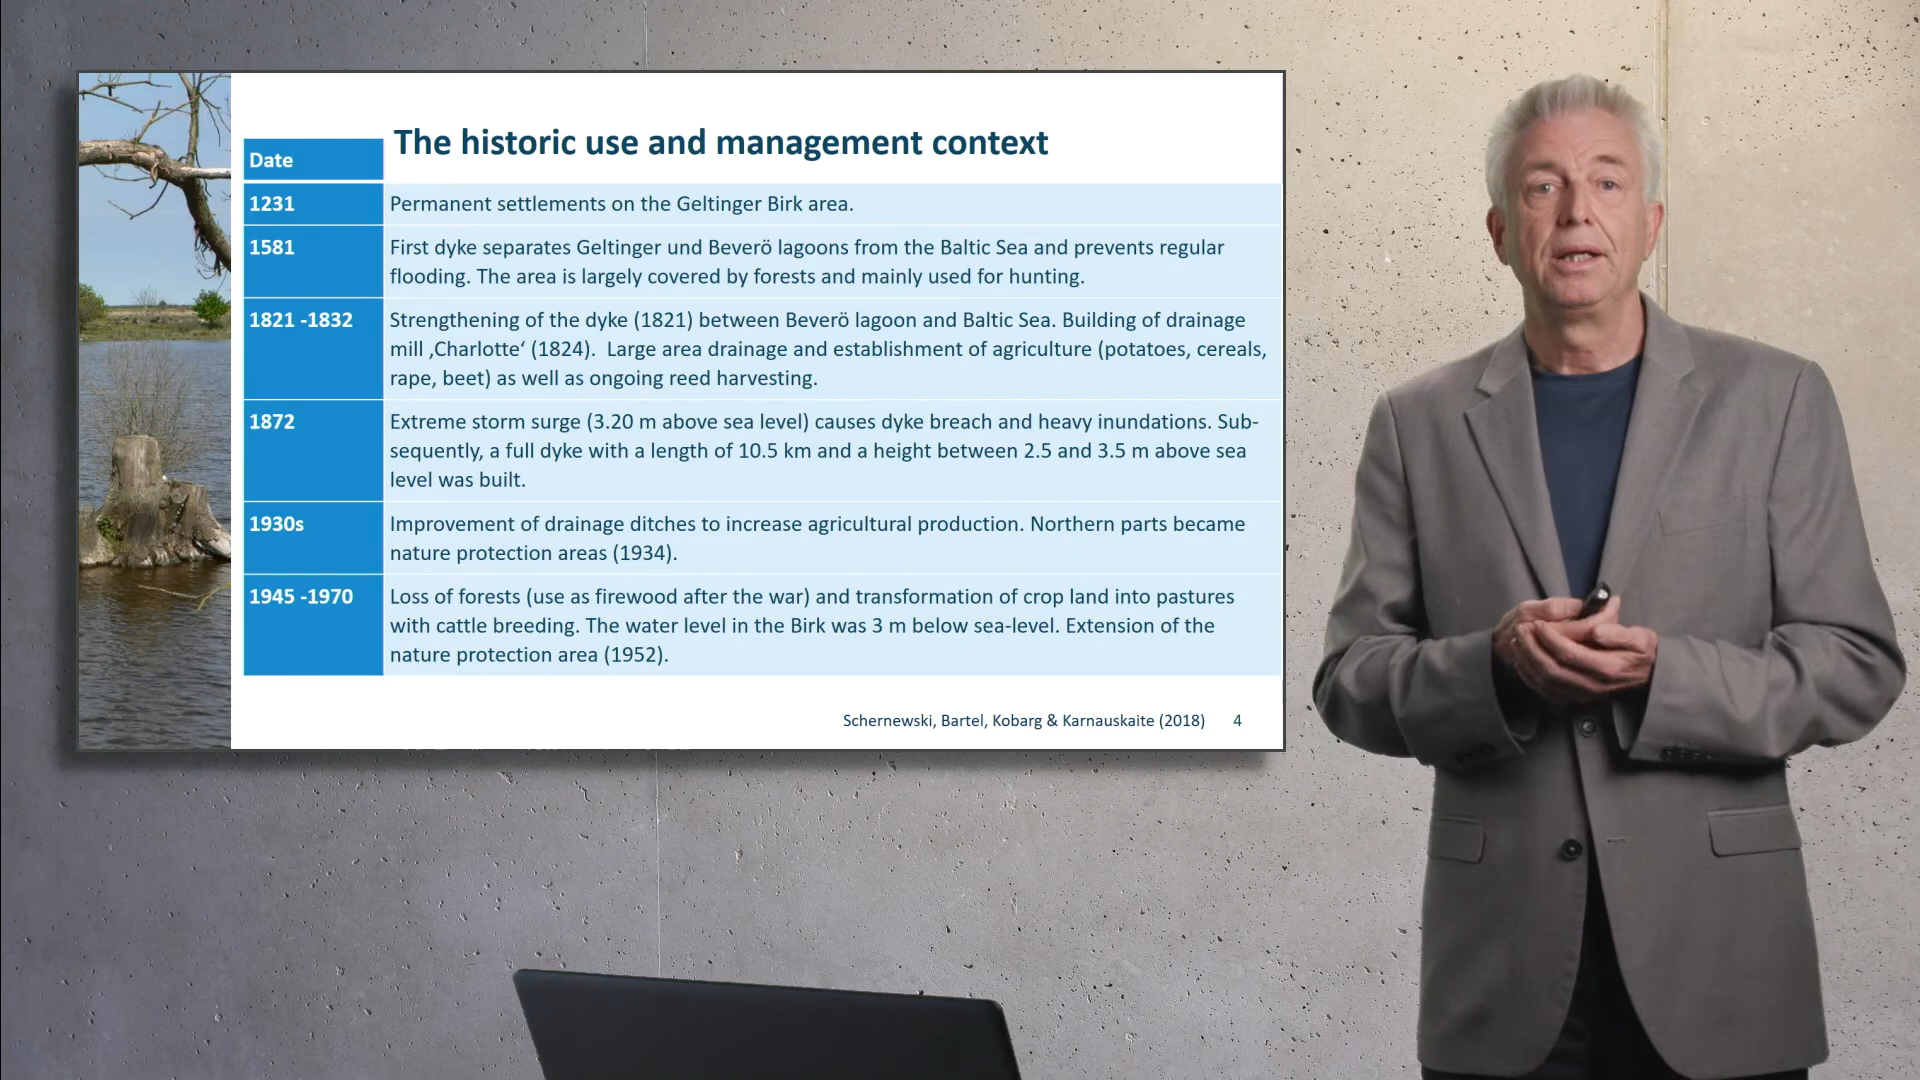 The historic use and management context
Date
1231
Permanent settlements on the Geltinger Birk area.
1581
First dyke separates Geltinger und Beverö lagoons from the Baltic Sea and prevents regular
flooding. The area is largely covered by forests and mainly used for hunting.
1821 -1832
Strengthening of the dyke (1821) between Beverö lagoon and Baltic Sea. Building of drainage
mill ‚Charlotte‘ (1824).  Large area drainage and establishment of agriculture (potatoes, cereals,
rape, beet) as well as ongoing reed harvesting.
1872
Extreme storm surge (3.20 m above sea level) causes dyke breach and heavy inundations. Sub-
sequently, a full dyke with a length of 10.5 km and a height between 2.5 and 3.5 m above sea
level was built.
1930s
Improvement of drainage ditches to increase agricultural production. Northern parts became
nature protection areas (1934).
1945 -1970
Loss of forests (use as firewood after the war) and transformation of crop land into pastures
with cattle breeding. The water level in the Birk was 3 m below sea-level. Extension of the
nature protection area (1952).
Schernewski, Bartel, Kobarg & Karnauskaite (2018) 4